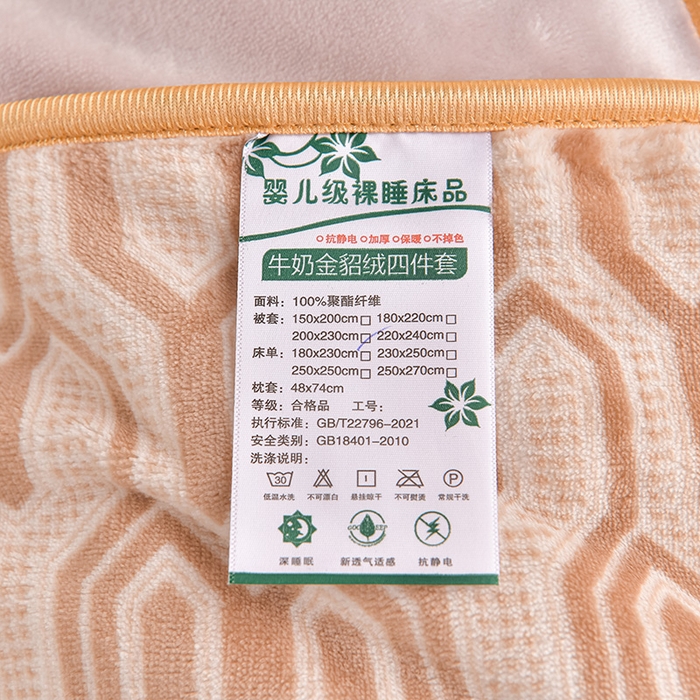 婴儿级裸睡床品
抗静电 加厚 保暖 不掉色
牛奶金貂绒四件套
面料：100%聚酯纤维
被套：150x200cm□ 180x220cm□
200x230cm□ 220x240cm□
床单：180x230cm□ 230x250cm□
250x250cm□ 250x270cm□
枕套：48x74cm
等级：合格品 工号：
执行标准：GB/T22796-2021
安全类别：GB18401-2010
洗涤说明：
30 P
低温水洗 不可漂白 悬挂晾干 不可熨烫 常规干洗
深睡眠 新透气适感 抗静电